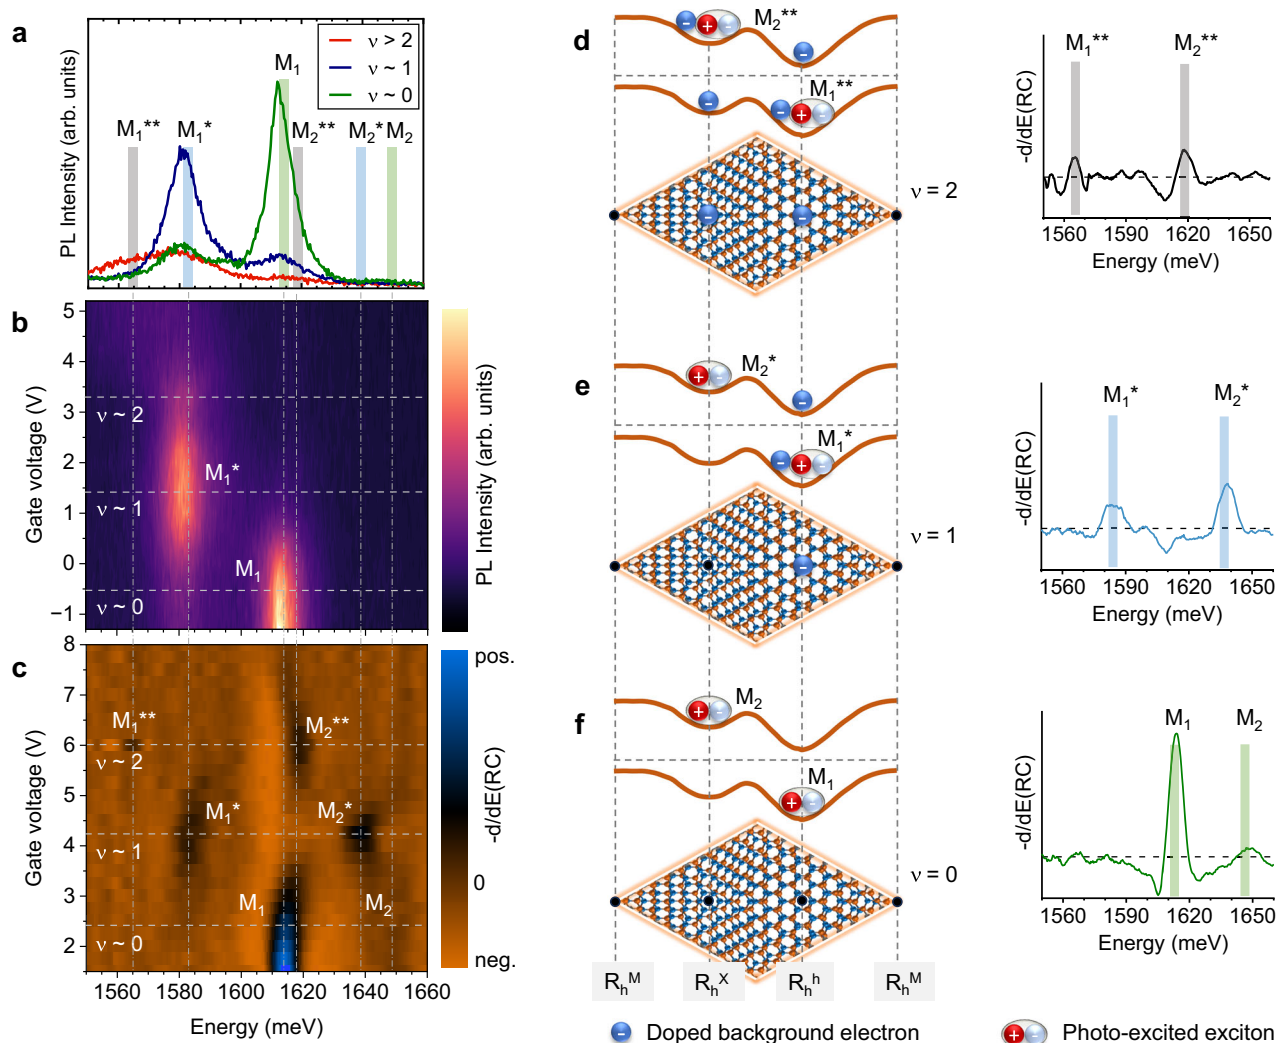 a
PL Intensity (arb. units)
ν > 2
ν ~ 1
ν ~ 0
M₁
M₁** M₁* M₂** M₂* M₂
b
Gate voltage (V)
5
4
3
2
1
0
−1
ν ~ 2
ν ~ 1
ν ~ 0
M₁*
M₁
PL Intensity (arb. units)
c
Gate voltage (V)
8
7
6
5
4
3
2
M₁** M₂**
ν ~ 2
M₁* M₂*
ν ~ 1
M₁ M₂
ν ~ 0
pos.
0
neg.
-d/dE(RC)
1560 1580 1600 1620 1640 1660
Energy (meV)
d
M₂**
M₁**
ν = 2
-d/dE(RC)
M₁** M₂**
1560 1590 1620 1650
Energy (meV)
e
M₂*
M₁*
ν = 1
-d/dE(RC)
M₁* M₂*
1560 1590 1620 1650
Energy (meV)
f
M₂
M₁
ν = 0
-d/dE(RC)
M₁ M₂
1560 1590 1620 1650
Energy (meV)
Rₕᴹ Rₕˣ Rₕʰ Rₕᴹ
- Doped background electron
+ - Photo-excited exciton